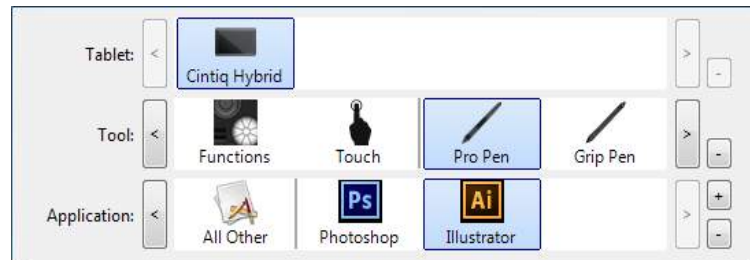 Tablet: < Cintiq Hybrid > -
Tool: < Functions Touch Pro Pen Grip Pen > -
Ps Ai
Application: < All Other Photoshop Illustrator > + -